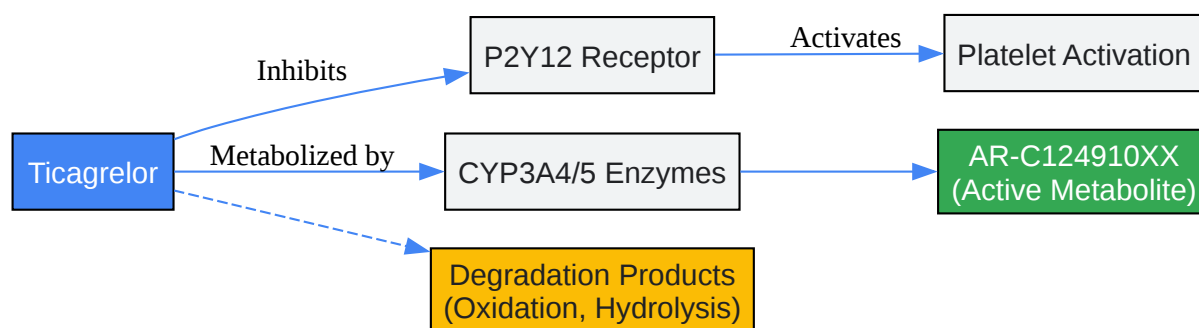 Ticagrelor
Inhibits
P2Y12 Receptor
Activates
Platelet Activation
Metabolized by
CYP3A4/5 Enzymes
AR-C124910XX
(Active Metabolite)
Degradation Products
(Oxidation, Hydrolysis)